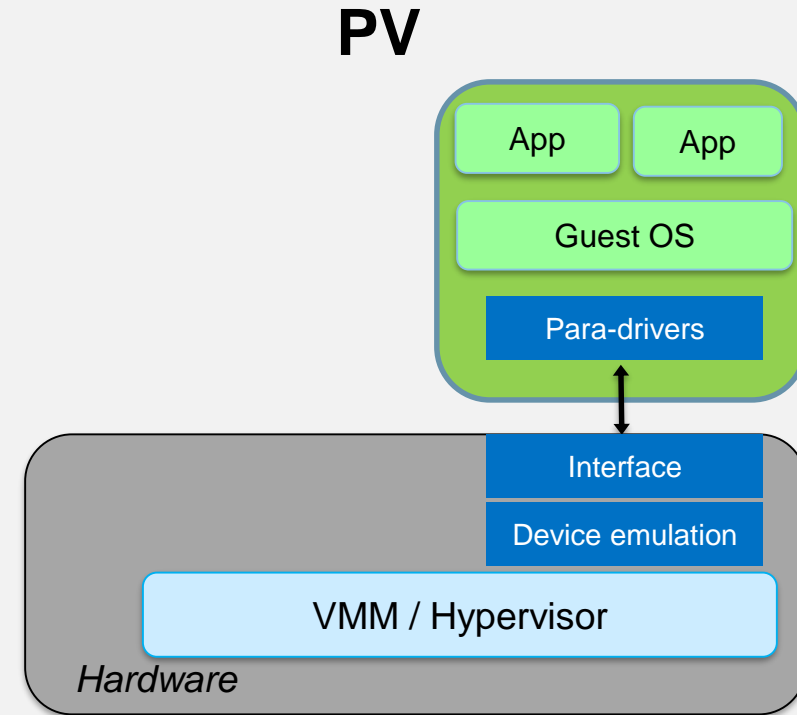 PV
App
App
Guest OS
Para-drivers
Interface
Device emulation
VMM / Hypervisor
Hardware